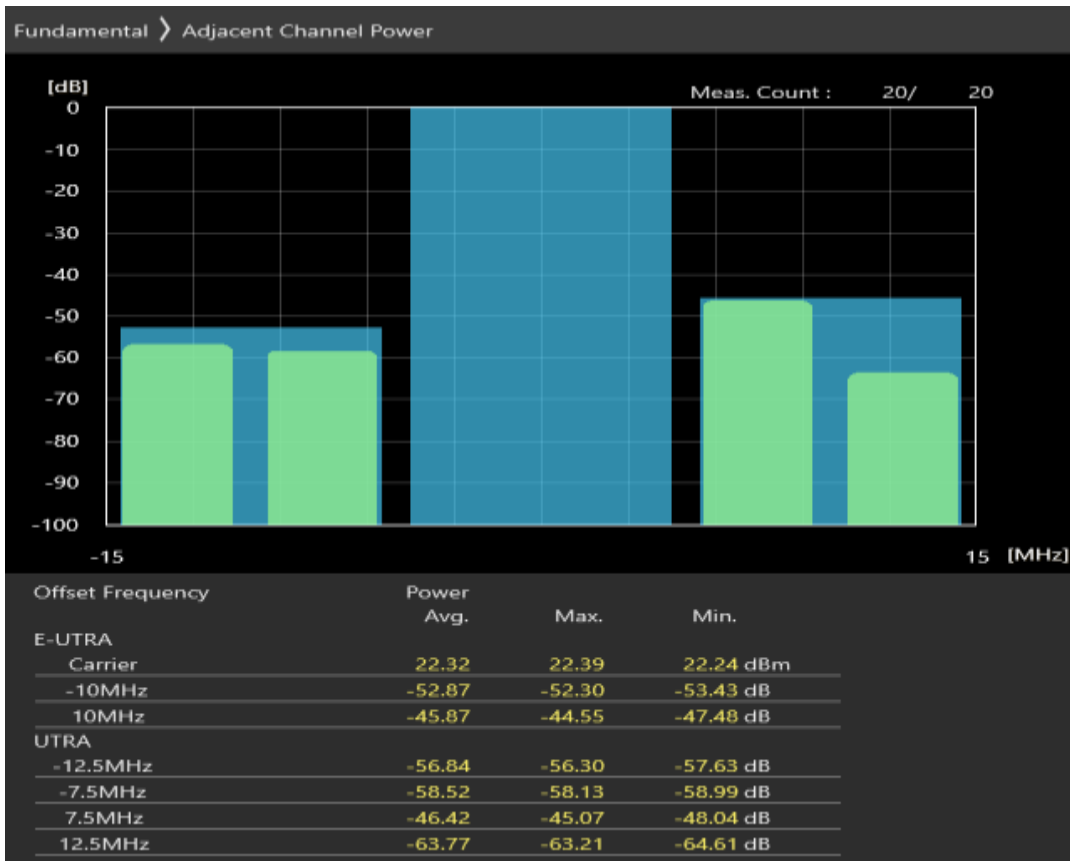 Fundamental ❯ Adjacent Channel Power
[dB]
Meas. Count : 20/ 20
0
-10
-20
-30
-40
-50
-60
-70
-80
-90
-100
-15 15 [MHz]
Offset Frequency Power
Avg. Max. Min.
E-UTRA
Carrier 22.32 22.39 22.24 dBm
-10MHz -52.87 -52.30 -53.43 dB
10MHz -45.87 -44.55 -47.48 dB
UTRA
-12.5MHz -56.84 -56.30 -57.63 dB
-7.5MHz -58.52 -58.13 -58.99 dB
7.5MHz -46.42 -45.07 -48.04 dB
12.5MHz -63.77 -63.21 -64.61 dB